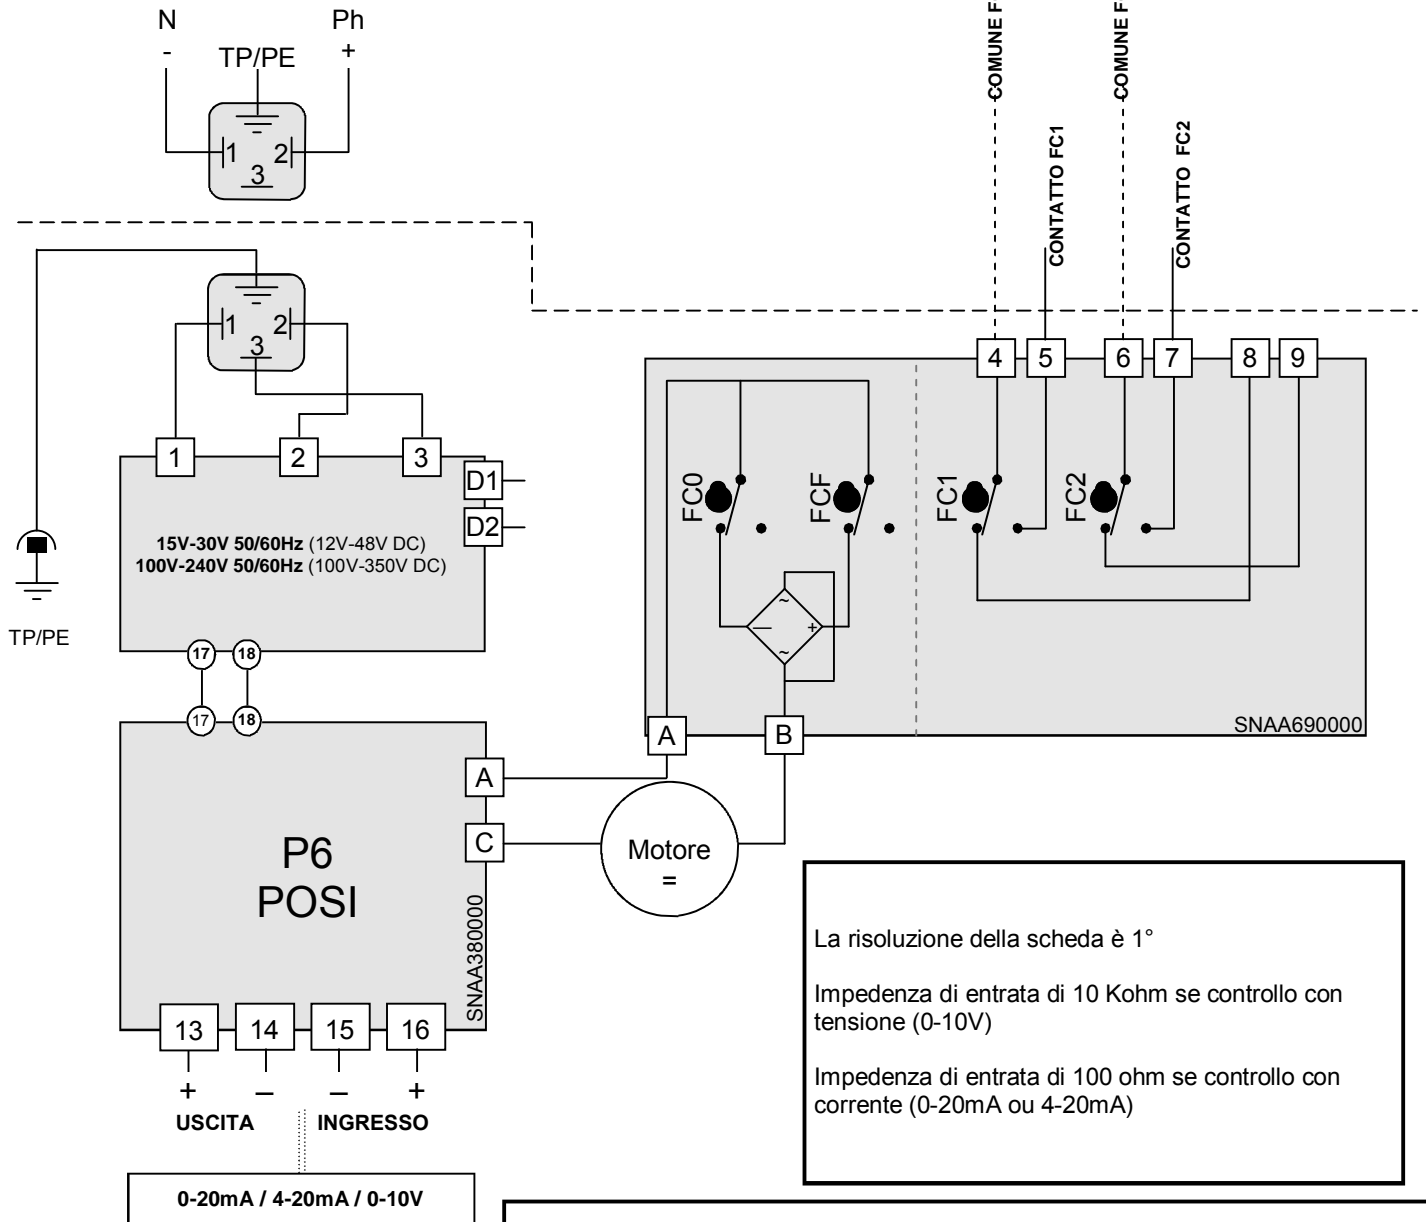 N
Ph
-
TP/PE
+
1
2
3
COMUNE F
COMUNE F
CONTATTO FC1
CONTATTO FC2
1
2
3
4
5
6
7
8
9
1
2
3
D1
D2
15V-30V 50/60Hz (12V-48V DC)
100V-240V 50/60Hz (100V-350V DC)
TP/PE
FC0
FCF
FC1
FC2
~
—
+
~
17
18
17
18
SNAA690000
A
B
A
C
P6
POSI
SNAA380000
Motore
=
13
14
15
16
+
–
–
+
USCITA
INGRESSO
0-20mA / 4-20mA / 0-10V
La risoluzione della scheda è 1°
Impedenza di entrata di 10 Kohm se controllo con
tensione (0-10V)
Impedenza di entrata di 100 ohm se controllo con
corrente (0-20mA ou 4-20mA)